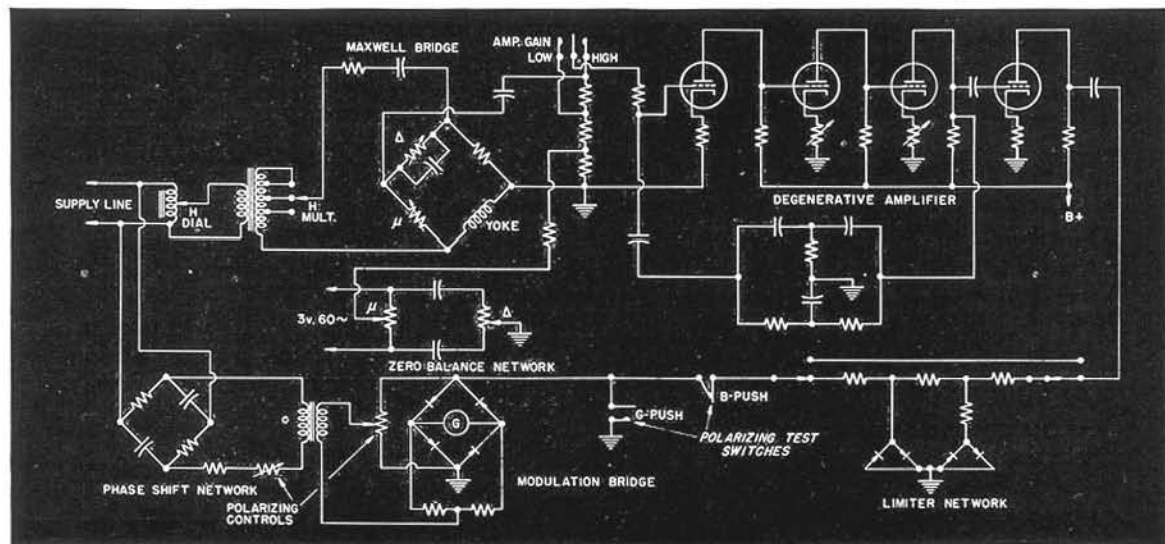 MAXWELL BRIDGE
AMP. GAIN
LOW
HIGH
Δ
SUPPLY LINE
H
DIAL
H
MULT.
μ
YOKE
DEGENERATIVE AMPLIFIER
B+
3v, 60~
μ
Δ
ZERO BALANCE NETWORK
B-PUSH
G-PUSH
G
POLARIZING TEST
SWITCHES
PHASE SHIFT NETWORK
POLARIZING
CONTROLS
MODULATION BRIDGE
LIMITER NETWORK